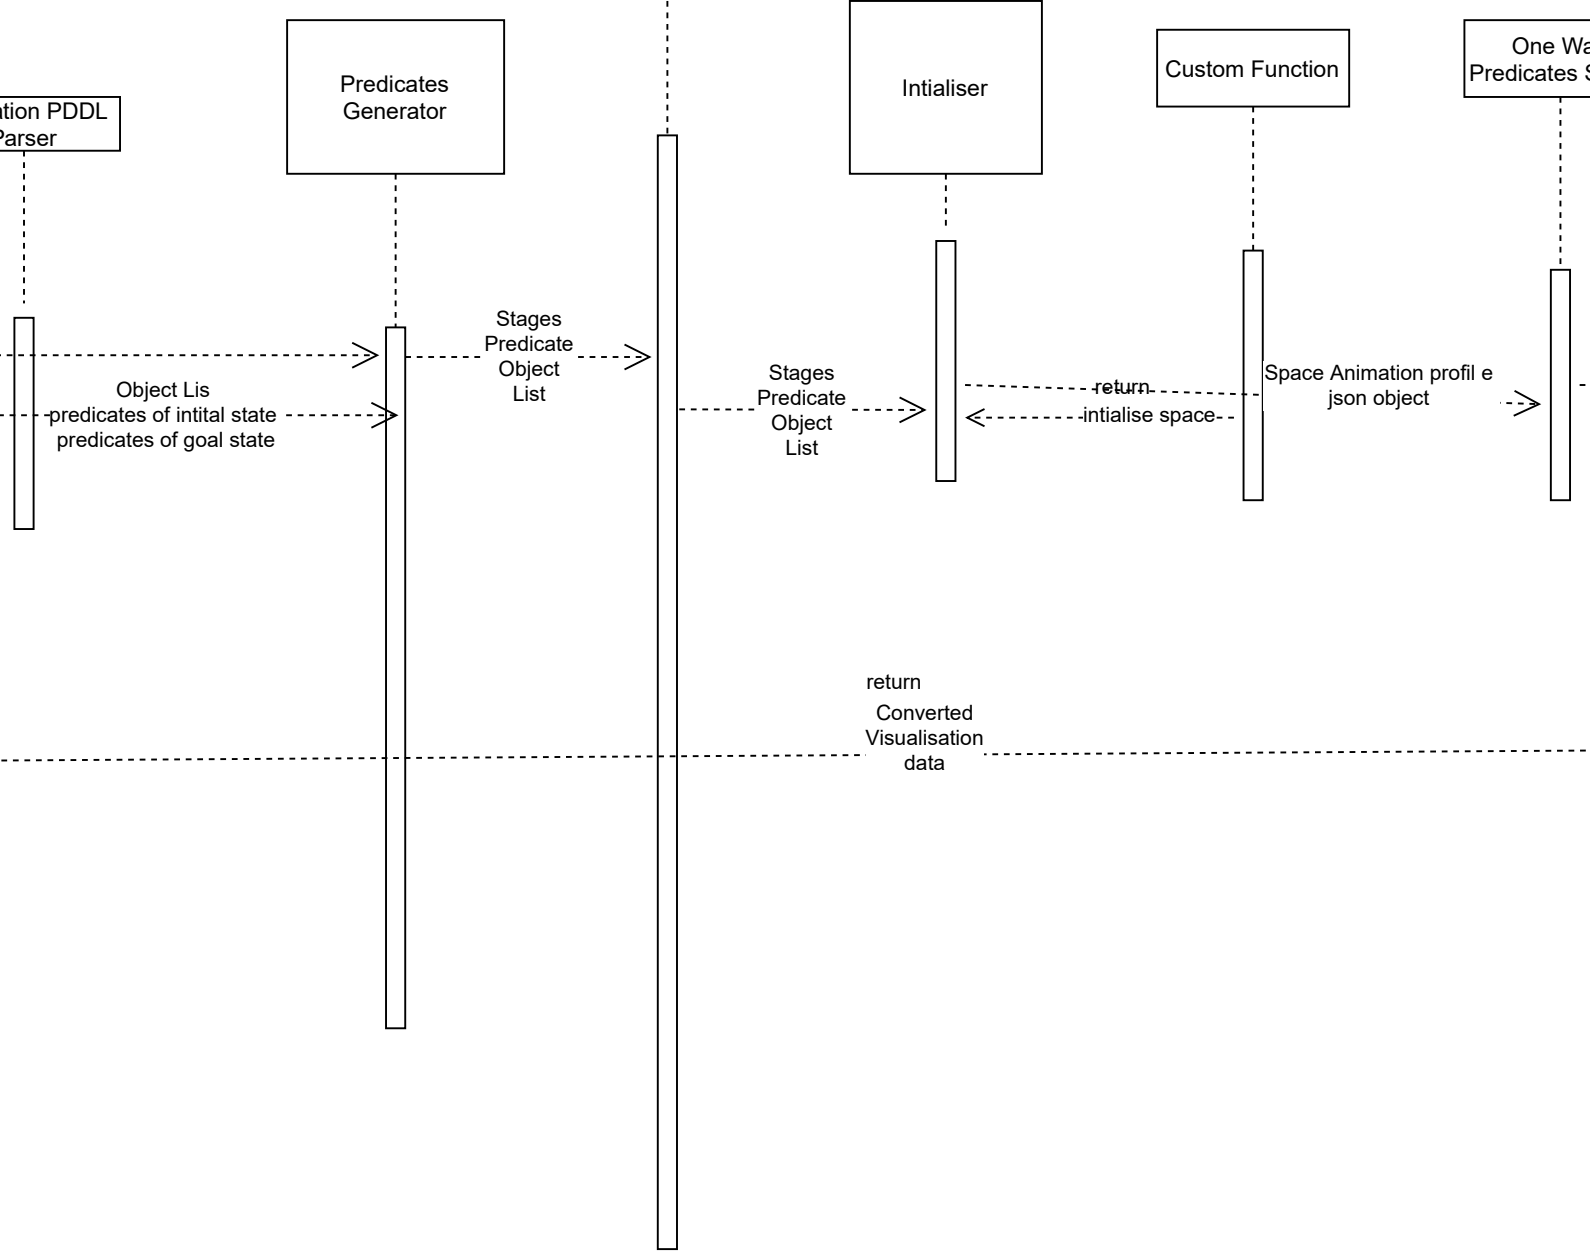 PDDL
Parser
Predicates
Generator
Intialiser
Custom Function
One
Predicates
Stages
Predicate
Object
List
Object Lis
predicates of intital state
predicates of goal state
Stages
Predicate
Object
List
return
intialise space
Space Animation profil e
json object
return
Converted
Visualisation
data